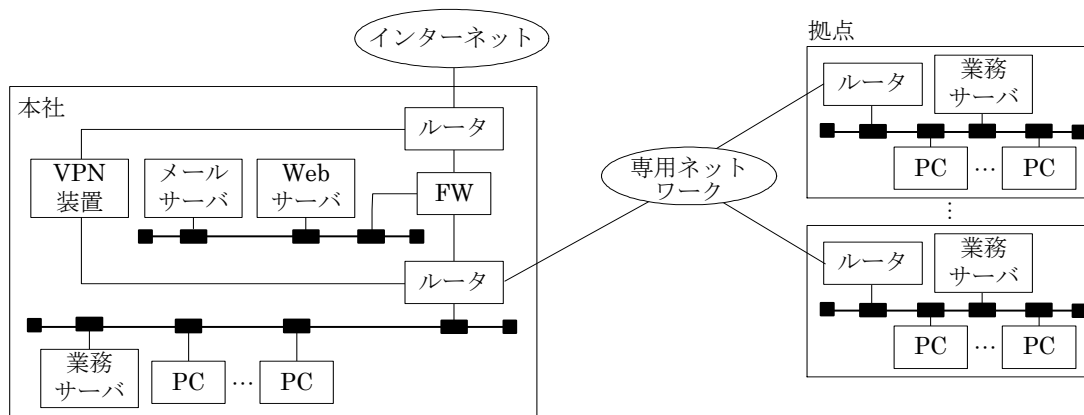 インターネット
本社
ルータ
VPN
装置
メール
サーバ
Web
サーバ
FW
ルータ
業務
サーバ
PC
…
PC
専用ネット
ワーク
拠点
ルータ
業務
サーバ
PC
…
PC
…
ルータ
業務
サーバ
PC
…
PC